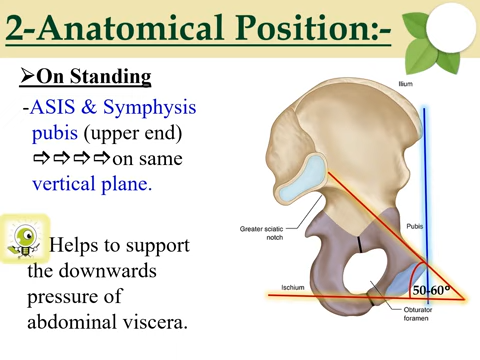 2-Anatomical Position:-
➢On Standing
-ASIS & Symphysis
pubis (upper end)
⇨⇨⇨⇨on same
vertical plane.
Helps to support
the downwards
pressure of
abdominal viscera.
Ilium
Greater sciatic
notch
Pubis
Ischium
50-60°
Obturator
foramen